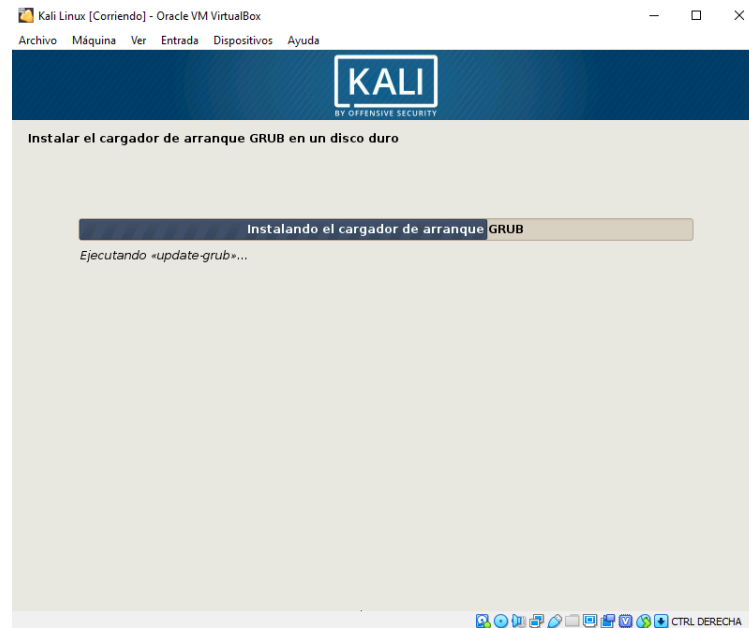 Kali Linux [Corriendo] - Oracle VM VirtualBox
Archivo Máquina Ver Entrada Dispositivos Ayuda
KALI
BY OFFENSIVE SECURITY
Instalar el cargador de arranque GRUB en un disco duro
Instalando el cargador de arranque GRUB
Ejecutando «update-grub»...
CTRL DERECHA